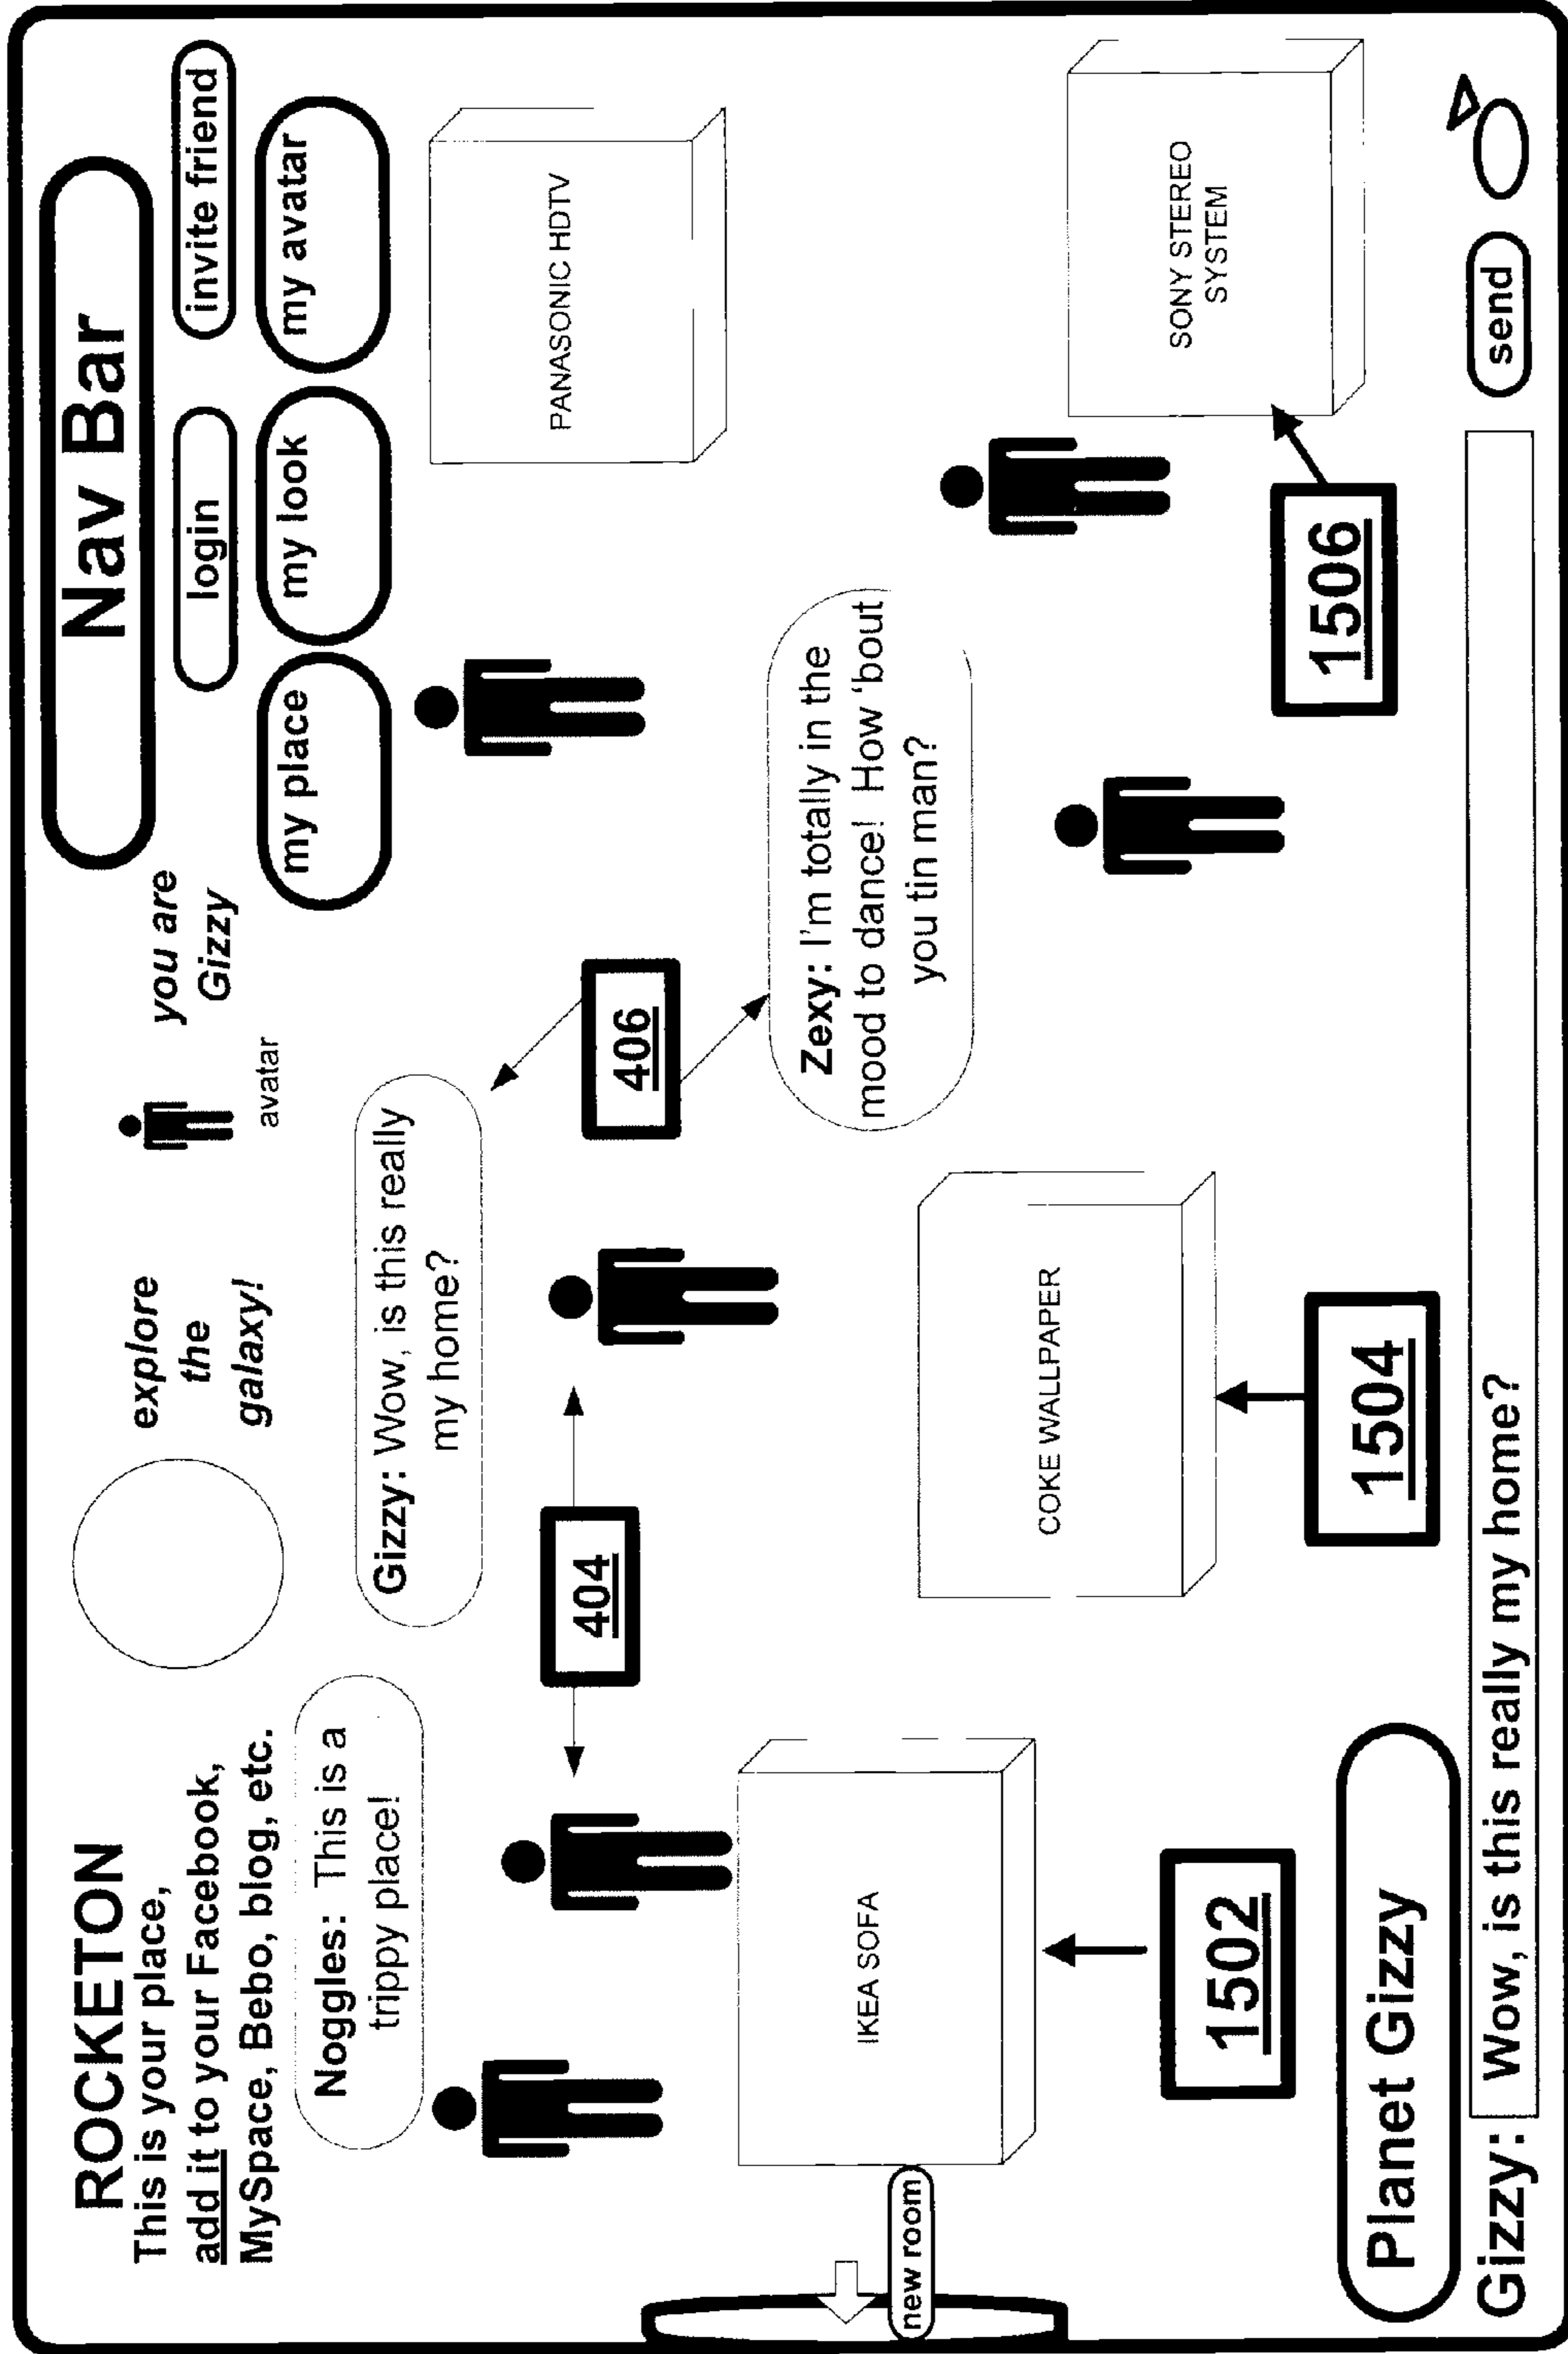 ROCKETON
This is your place,
add it to your Facebook,
MySpace, Bebo, blog, etc.
explore
the
galaxy!
avatar
you are
Gizzy
Nav Bar
login
invite friend
my place
my look
my avatar
Noggles: This is a
trippy place!
Gizzy: Wow, is this really
my home?
404
406
PANASONIC HDTV
Zexy: I'm totally in the
mood to dance! How 'bout
you tin man?
new room
IKEA SOFA
COKE WALLPAPER
SONY STEREO
SYSTEM
1502
1504
1506
Planet Gizzy
Gizzy: Wow, is this really my home?
send